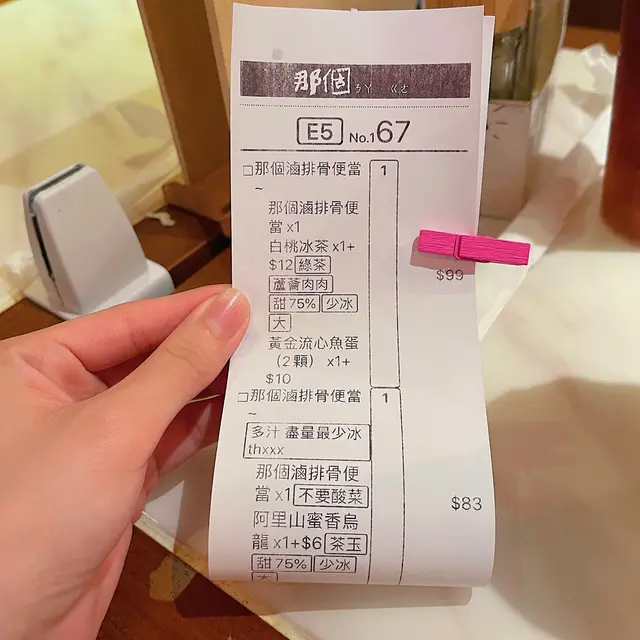 那個 ㄋㄚˋ ㄍㄜ
E5 No.167
□那個滷排骨便當 1
~
那個滷排骨便
當 x1
白桃冰茶 x1+
$12 綠茶
$99
蘆薈肉肉
甜75% 少冰
大
黃金流心魚蛋
（2顆） x1+
$10
□那個滷排骨便當 1
~
多汁 盡量最少冰
thxxx
那個滷排骨便
當 x1 不要酸菜
$83
阿里山蜜香烏
龍 x1+$6 茶玉
甜75% 少冰
大